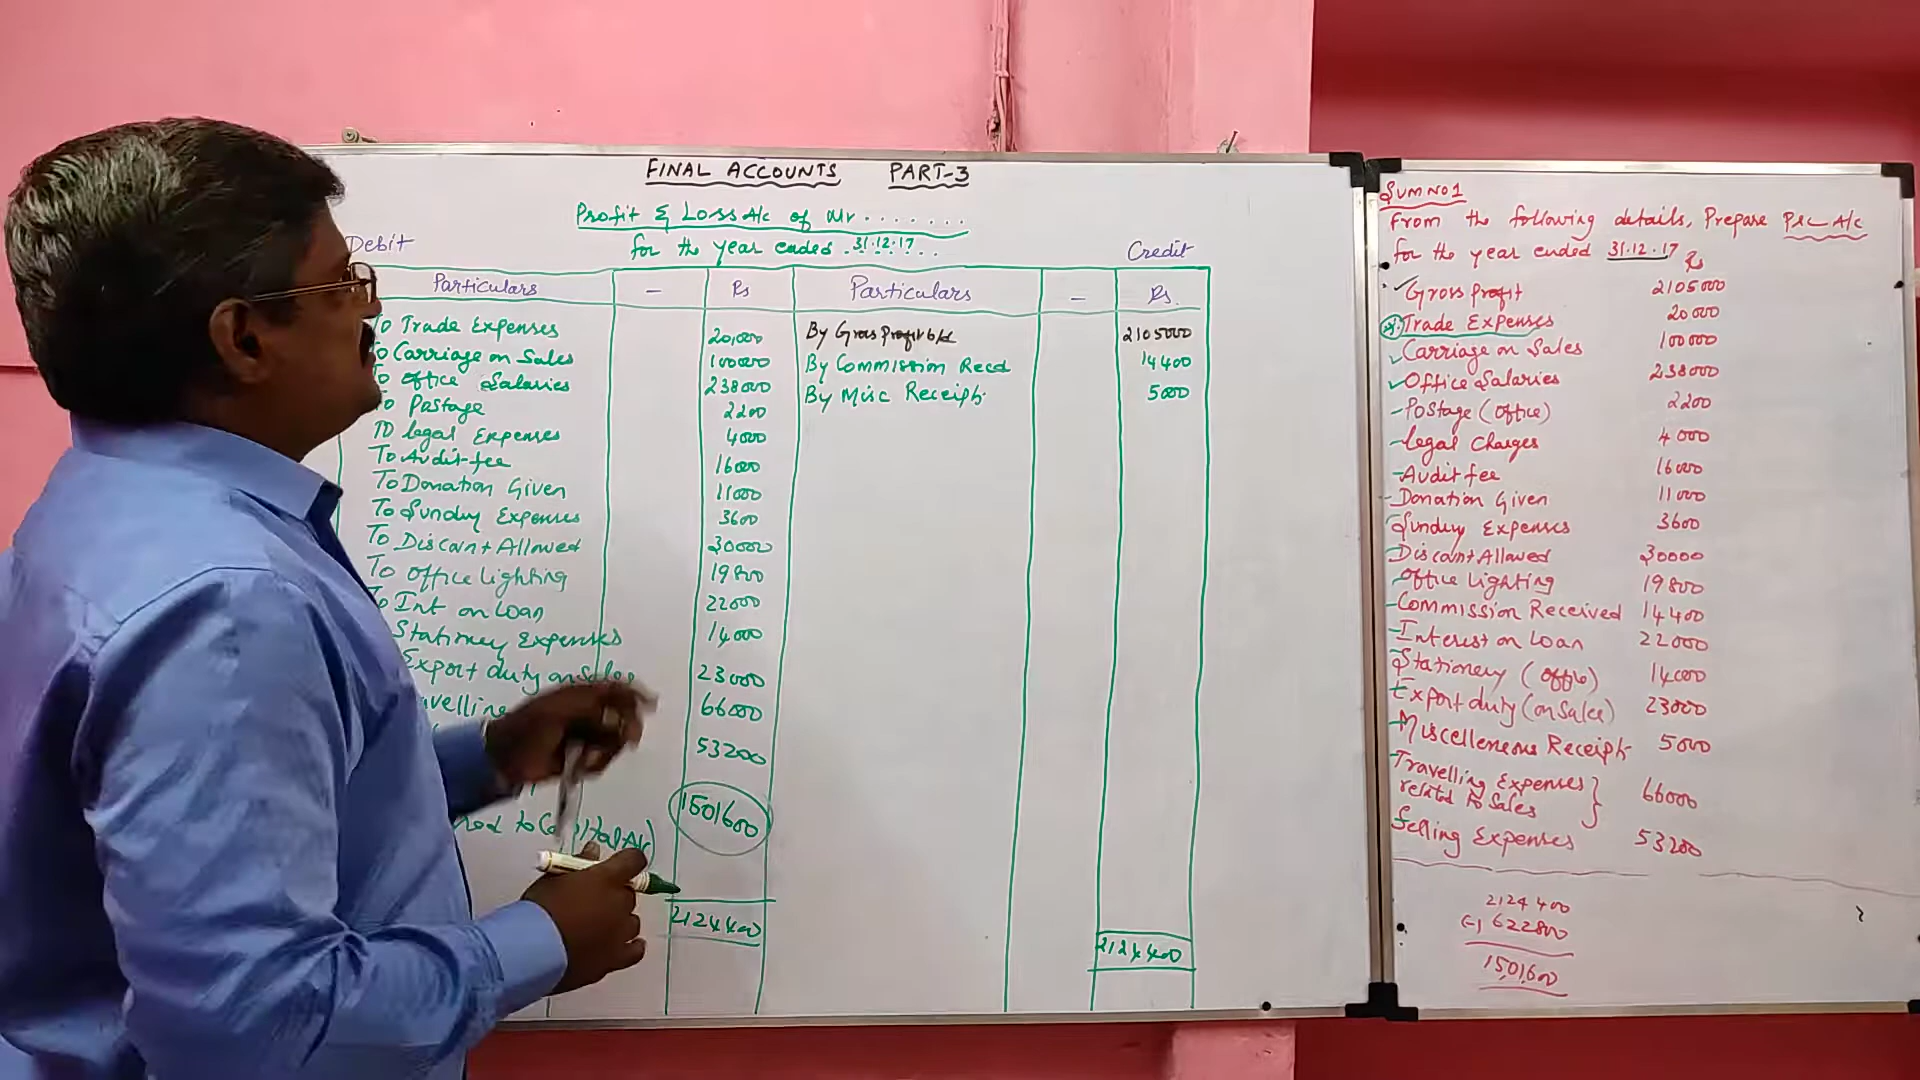 FINAL ACCOUNTS PART-3
Profit & Loss A/c of Mr . . . . . . .
for the year ended . 31.12.17 . .
Debit
Credit
Particulars - Rs Particulars - Rs.
To Trade Expenses 20,000 By Gross Profit b/d 2105000
To Carriage on Sales 100000 By Commission Recd 14400
To Office Salaries 238000 By Misc Receipts 5000
To Postage 2200
To legal Expenses 4000
To Audit-fee 16000
To Donation Given 11000
To Sundry Expenses 3600
To Discount Allowed 30000
To Office lighting 19800
To Int on Loan 22000
Stationery Expenses 14000
Export duty on Sales 23000
66000
53200
1501600
to Capital A/c)
2124400 2124400
SUM NO 1
From the following details, Prepare P&L A/c
for the year ended 31.12.17
Rs
Gross profit 2105000
Trade Expenses 20000
Carriage on Sales 100000
Office Salaries 238000
Postage (Office) 2200
legal Charges 4000
Audit fee 16000
Donation Given 11000
Sundry Expenses 3600
Discount Allowed 30000
Office Lighting 19800
Commission Received 14400
Interest on Loan 22000
Stationery (office) 14000
Export duty (on Sales) 23000
Miscelleneous Receipts 5000
Travelling Expenses
related to Sales } 66000
Selling Expenses 53200
2124400
(-) 622800
15,01,600